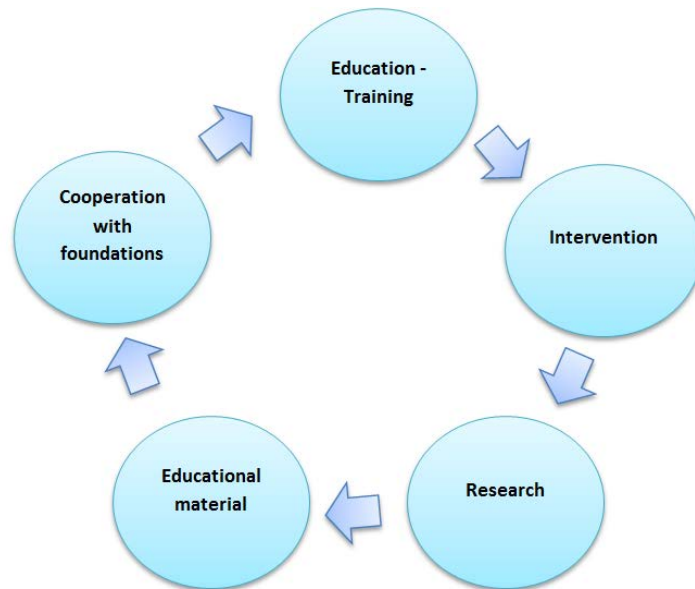 Education -
Training
Intervention
Research
Educational
material
Cooperation
with
foundations